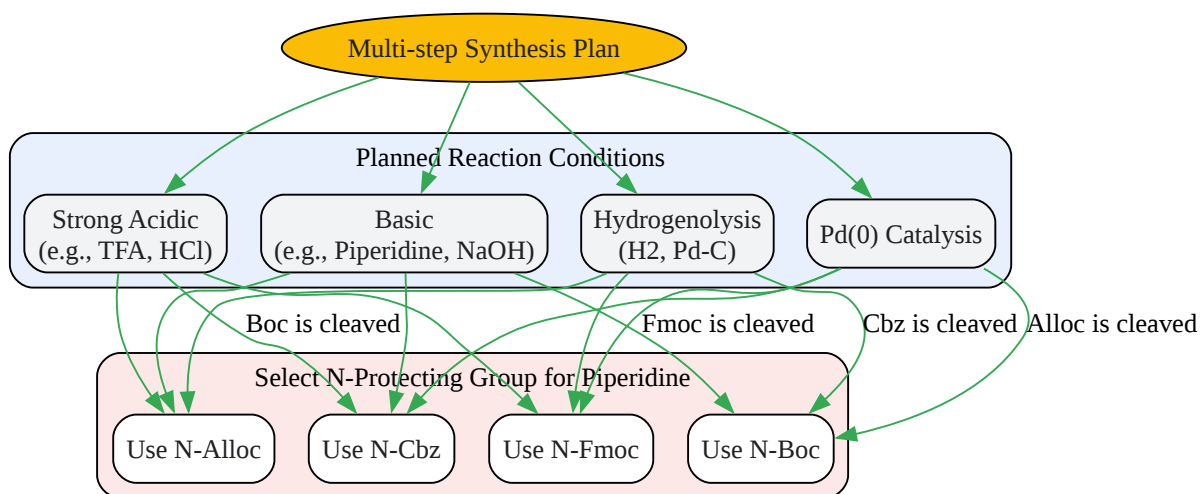 Multi-step Synthesis Plan
Planned Reaction Conditions
Strong Acidic
(e.g., TFA, HCl)
Basic
(e.g., Piperidine, NaOH)
Hydrogenolysis
(H2, Pd-C)
Pd(0) Catalysis
Boc is cleaved
Fmoc is cleaved
Cbz is cleaved
Alloc is cleaved
Select N-Protecting Group for Piperidine
Use N-Alloc
Use N-Cbz
Use N-Fmoc
Use N-Boc